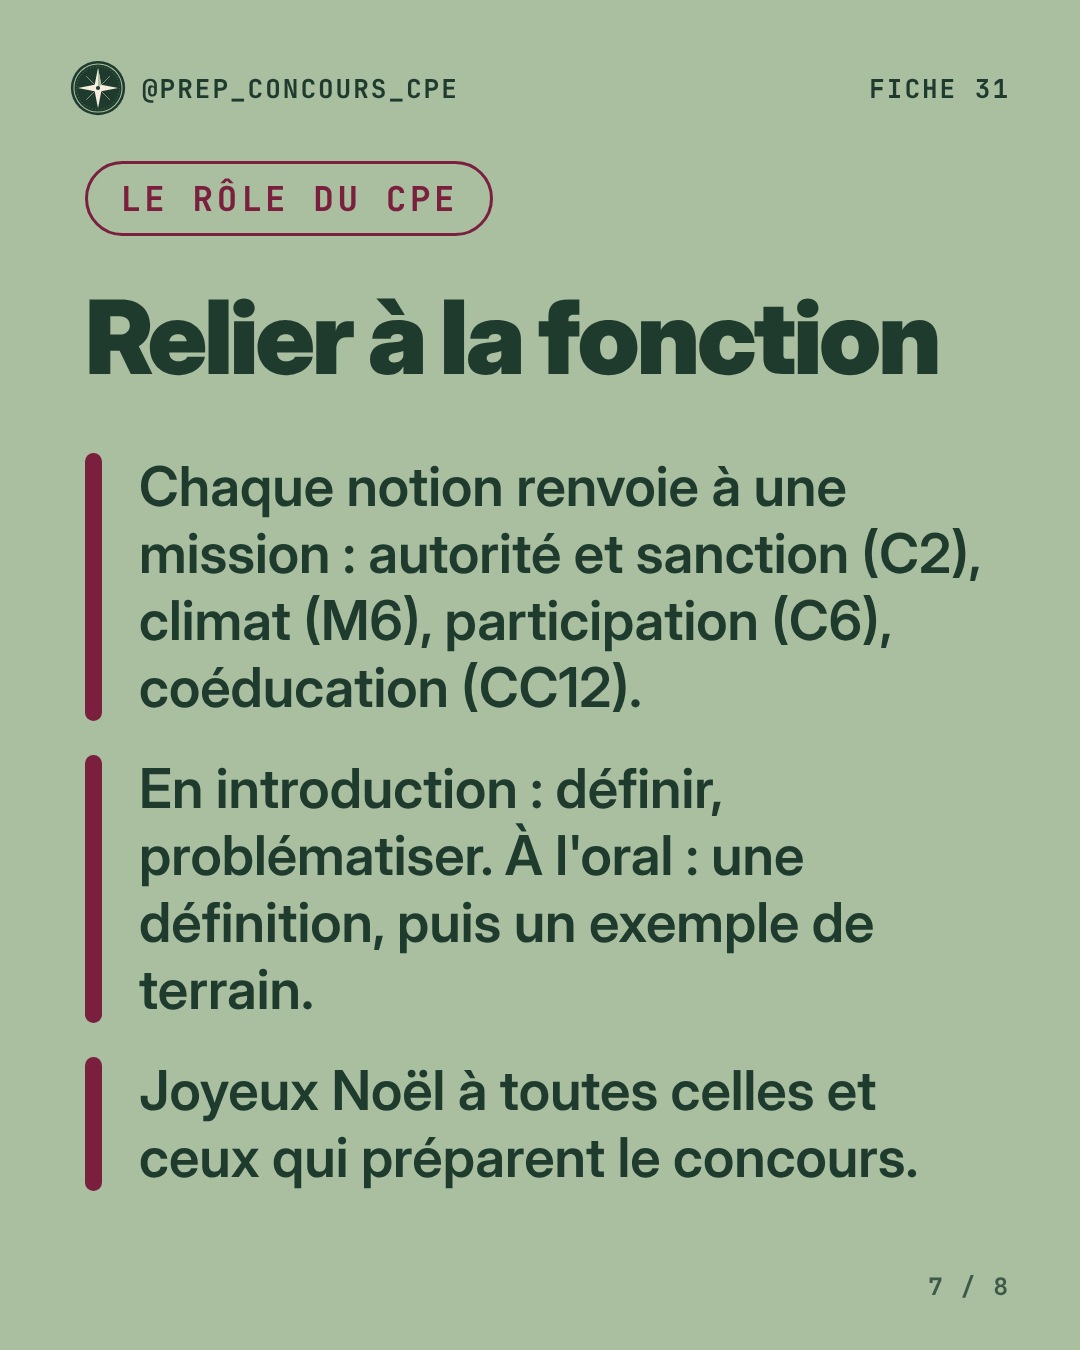 @PREP_CONCOURS_CPE
FICHE 31
LE RÔLE DU CPE
Relier à la fonction
Chaque notion renvoie à une
mission : autorité et sanction (C2),
climat (M6), participation (C6),
coéducation (CC12).
En introduction : définir,
problématiser. À l'oral : une
définition, puis un exemple de
terrain.
Joyeux Noël à toutes celles et
ceux qui préparent le concours.
7 / 8